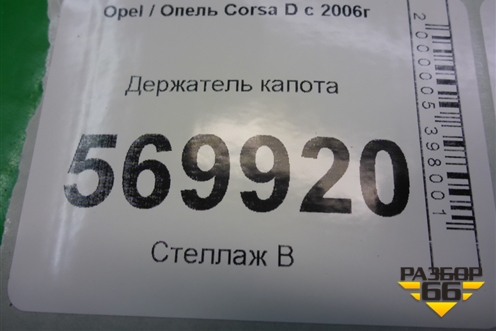 Opel / Опель Corsa D с 2006г
Держатель капота
569920
Стеллаж В
2000005398001
РАЗБОР
66